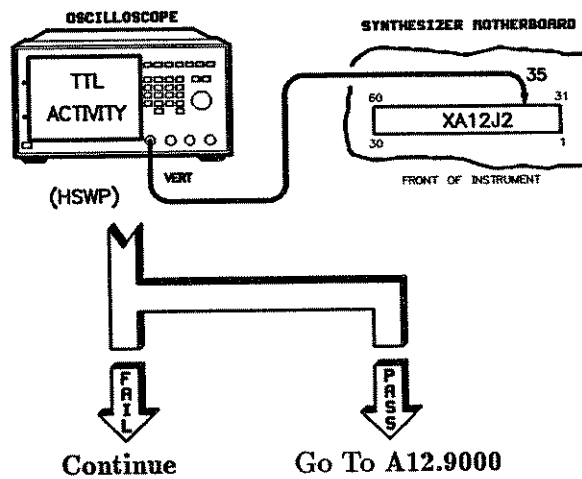 OSCILLOSCOPE
SYNTHESIZER MOTHERBOARD
TTL
ACTIVITY
35
60
31
XA12J2
30
1
VERT
FRONT OF INSTRUMENT
(HSWP)
FAIL
PASS
Continue
Go To A12.9000